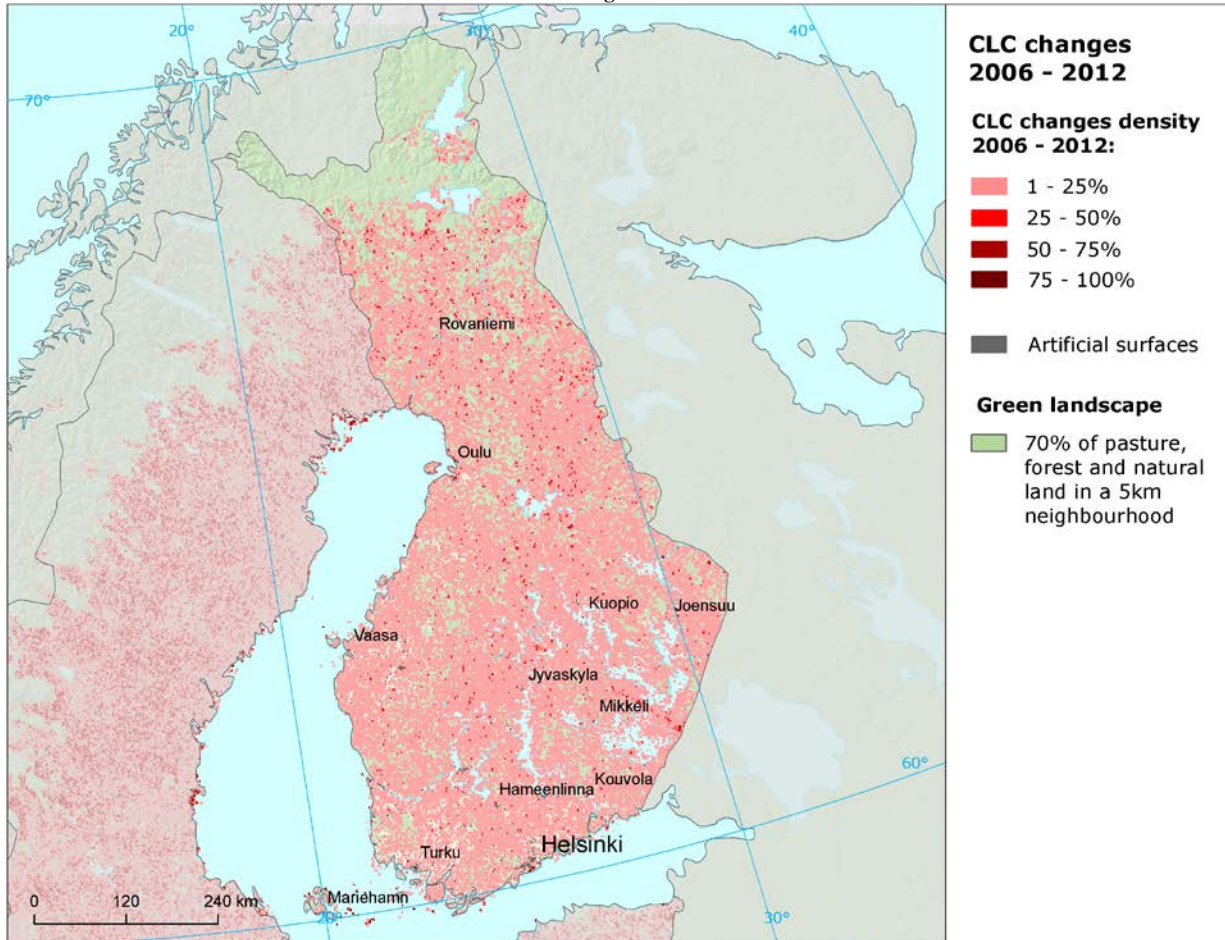 20°
30°
40°
70°
Rovaniemi
Oulu
Kuopio
Joensuu
Vaasa
Jyvaskyla
Mikkeli
60°
Kouvola
Hameenlinna
Helsinki
Turku
Mariehamn
0 120 240 km
20°
30°
CLC changes
2006 - 2012
CLC changes density
2006 - 2012:
1 - 25%
25 - 50%
50 - 75%
75 - 100%
Artificial surfaces
Green landscape
70% of pasture,
forest and natural
land in a 5km
neighbourhood